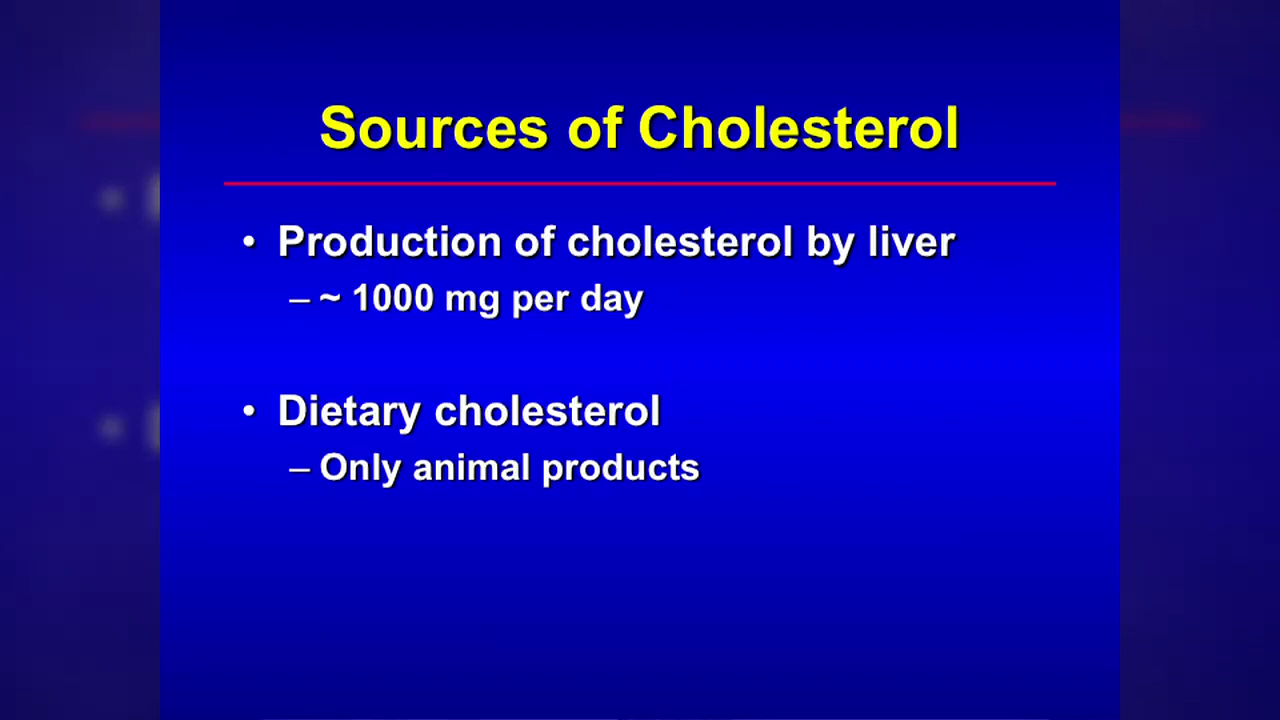 Sources of Cholesterol
• Production of cholesterol by liver
– ~ 1000 mg per day
• Dietary cholesterol
– Only animal products